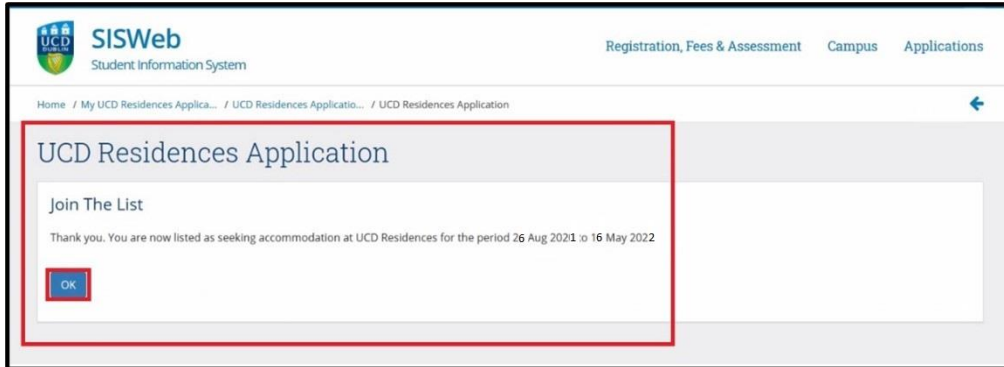 UCD
DUBLIN
SISWeb
Student Information System
Registration, Fees & Assessment Campus Applications
Home / My UCD Residences Applica... / UCD Residences Applicatio... / UCD Residences Application
UCD Residences Application
Join The List
Thank you. You are now listed as seeking accommodation at UCD Residences for the period 26 Aug 2021 to 16 May 2022
OK